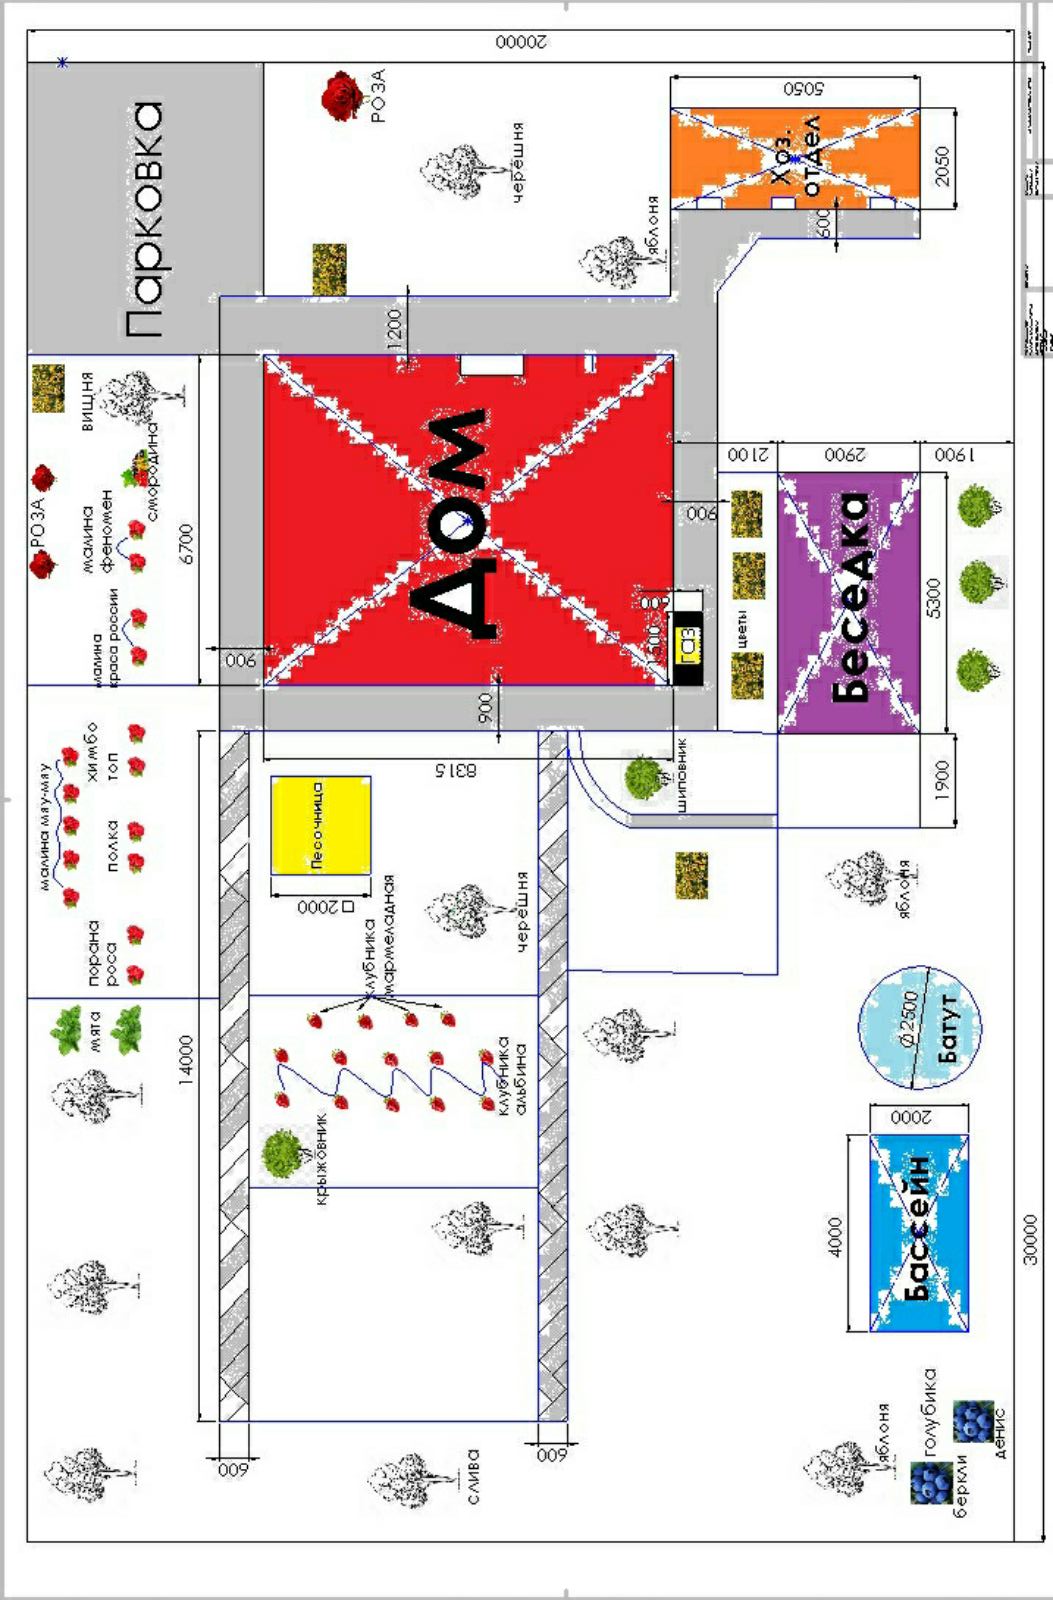 20000
Парковка
РОЗА
черешня
яблоня
5050
Хоз.
отдел
2050
600
1200
вишня
смородина
РОЗА
малина
феномен
малина
краса россии
6700
900
Дом
900
8315
2100
2900
1900
900
ГАЗ
цветы
Беседка
5300
1900
малина мяу-мяу
химбо
топ
полка
порана
роса
мята
14000
Песочница
□2000
черешня
клубника
мармеладная
клубника
альбина
крыжовник
шиповник
яблоня
⌀2500
Батут
2000
Бассейн
4000
30000
600
600
слива
яблоня
голубика
беркли
денис